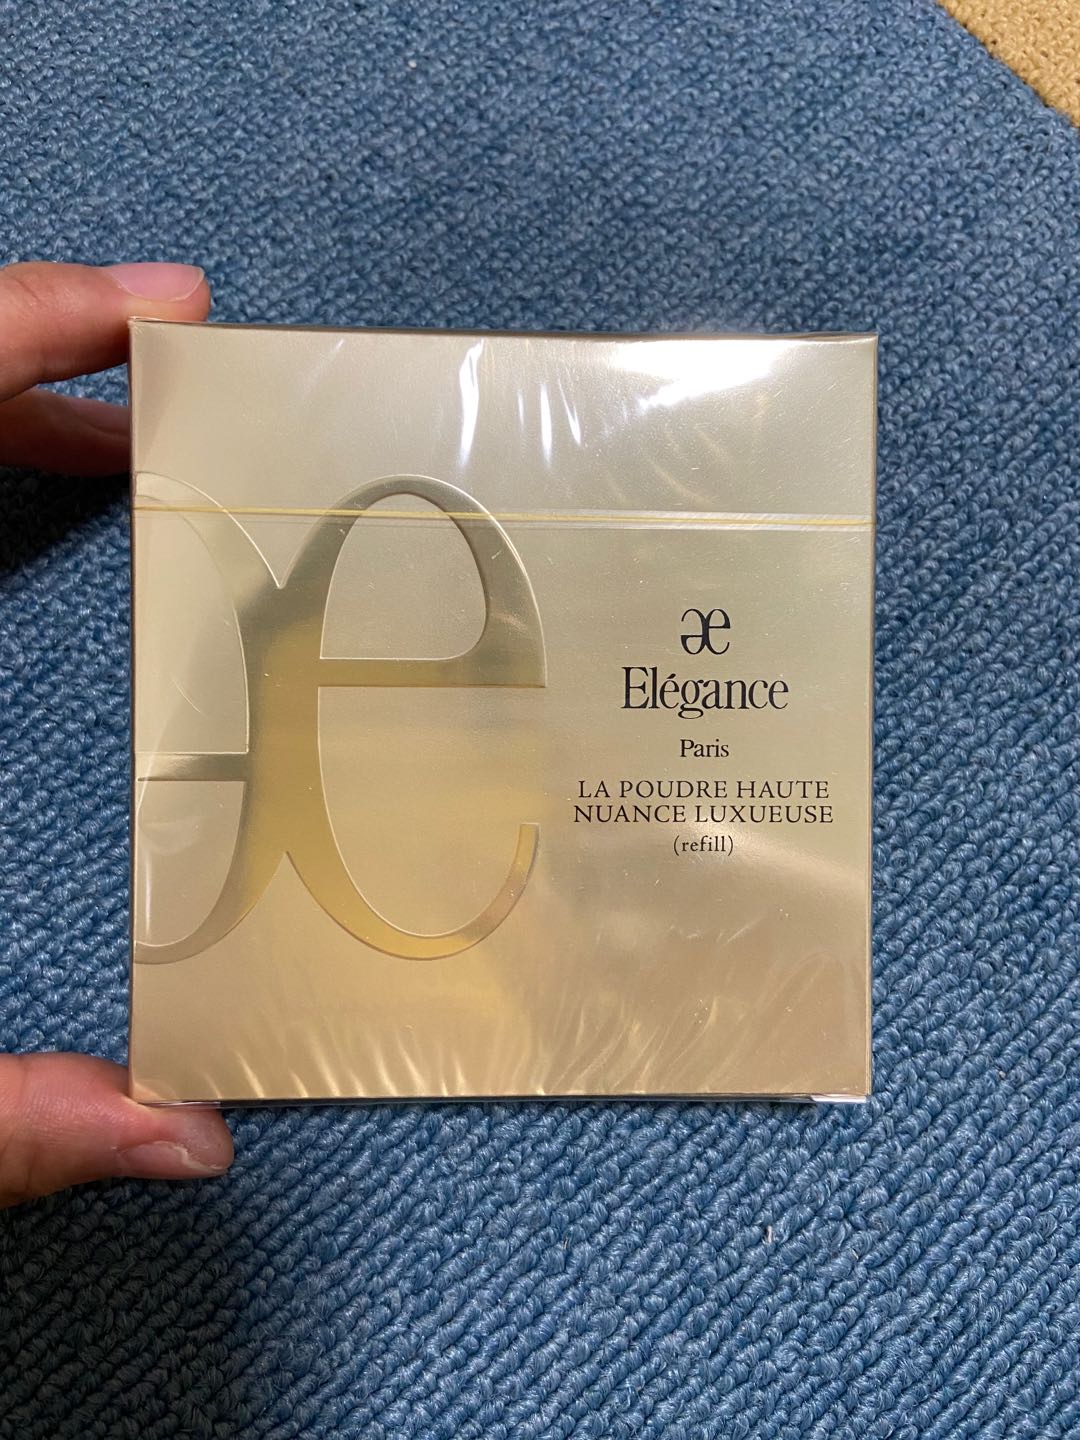 æ
Elégance
Paris
LA POUDRE HAUTE
NUANCE LUXUEUSE
(refill)